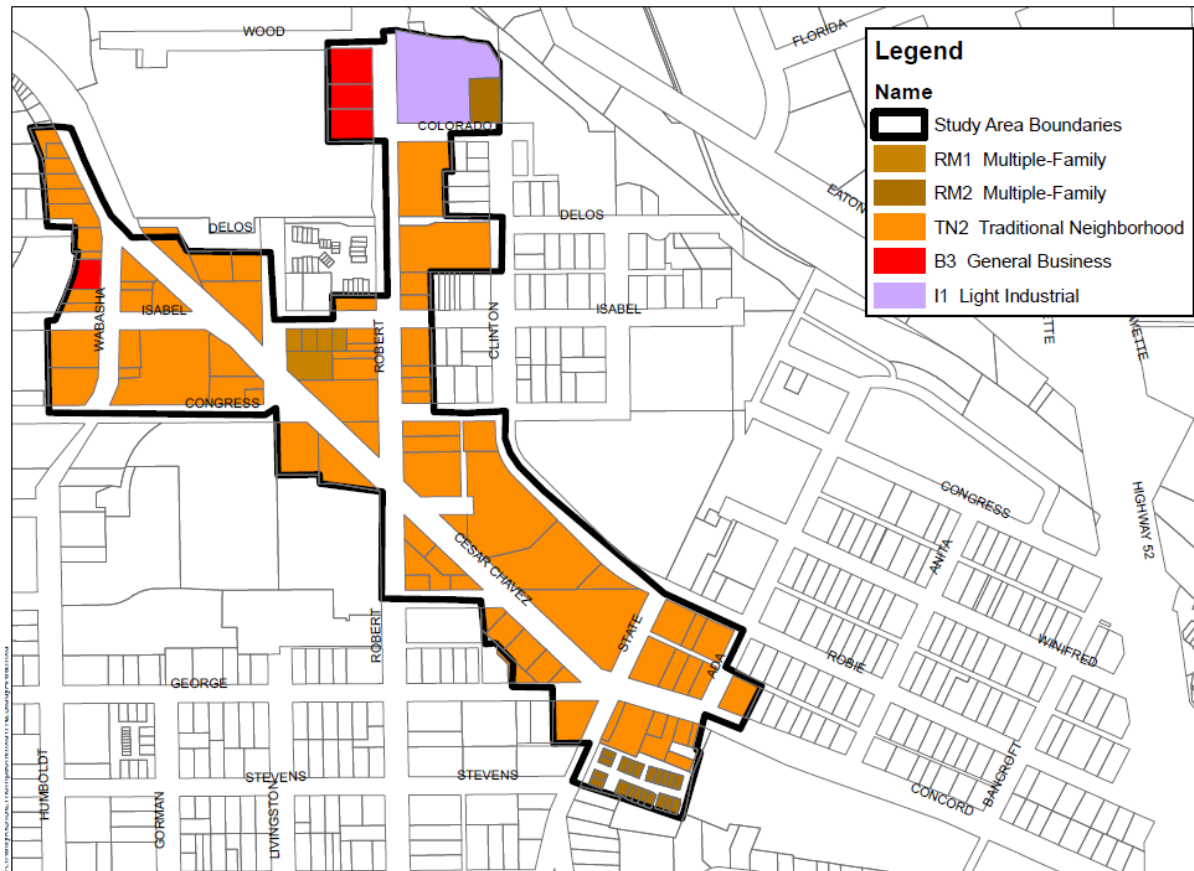 WOOD
FLORIDA
Legend
Name
Study Area Boundaries
RM1 Multiple-Family
RM2 Multiple-Family
TN2 Traditional Neighborhood
B3 General Business
I1 Light Industrial
COLORADO
EATON
DELOS
DELOS
WABASHA
ISABEL
ROBERT
CLINTON
ISABEL
AYETTE
CONGRESS
CONGRESS
HIGHWAY 52
ANITA
CESAR CHAVEZ
ROBERT
STATE
ADA
ROBIE
WINIFRED
GEORGE
HUMBOLDT
GORMAN
LIVINGSTON
STEVENS
STEVENS
BANCROFT
CONCORD